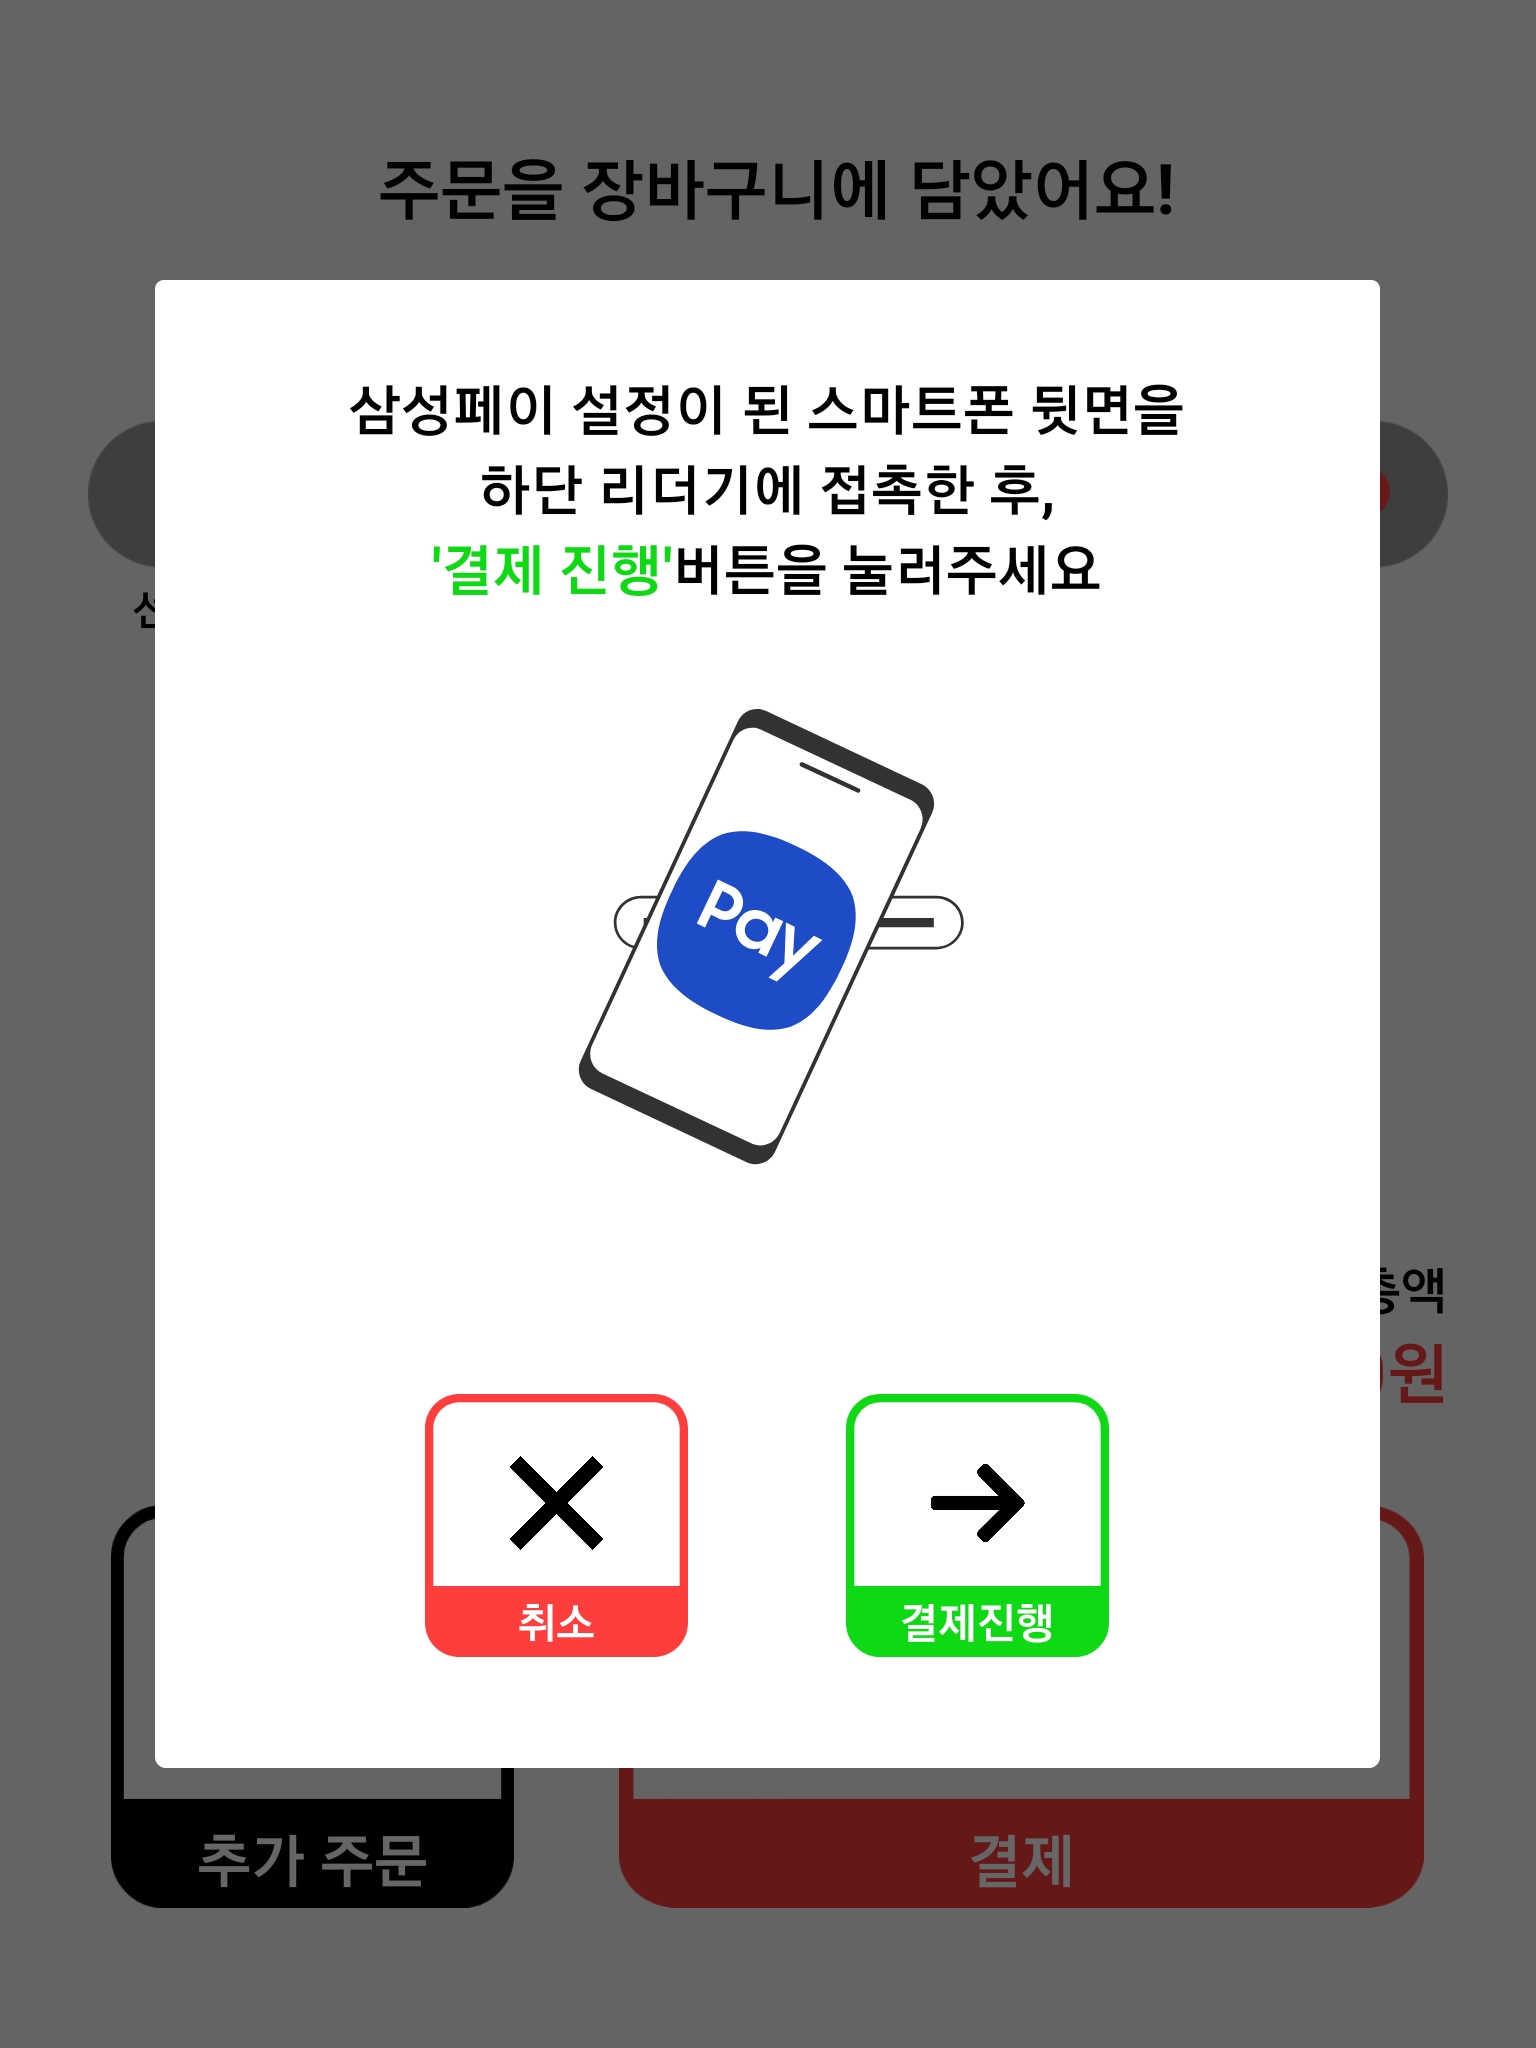 주문을 장바구니에 담았어요!
삼성페이 설정이 된 스마트폰 뒷면을
하단 리더기에 접촉한 후,
'결제 진행'버튼을 눌러주세요
Pay
총액
원
취소
결제진행
추가 주문
결제